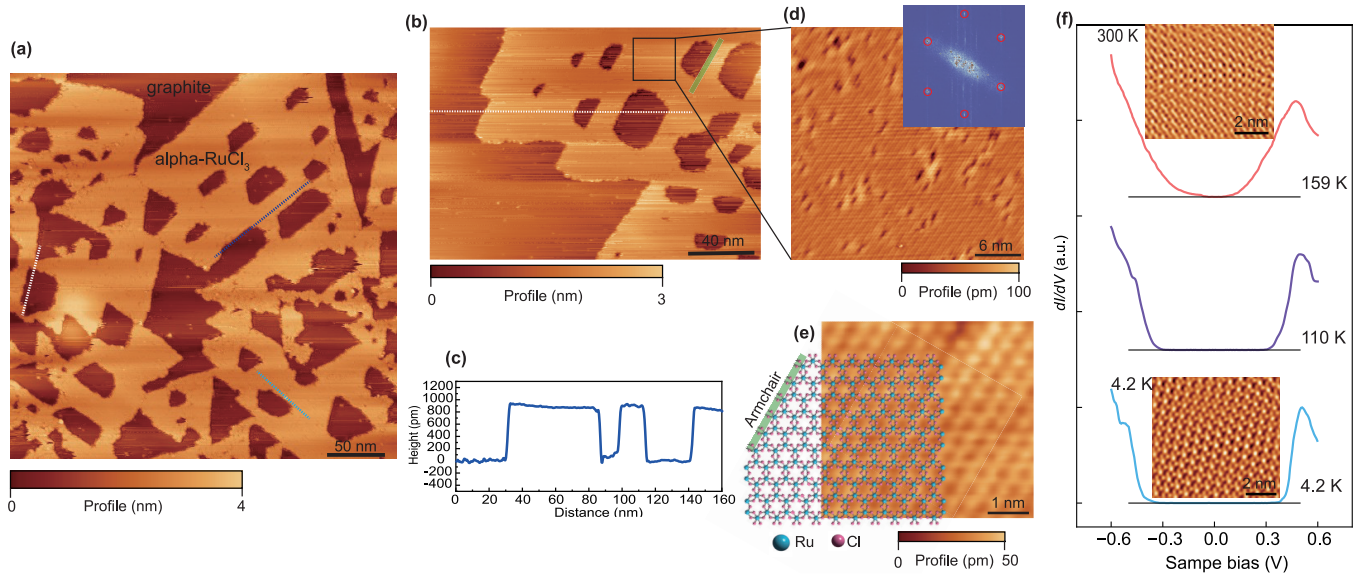 (a)
graphite
alpha-RuCl3
50 nm
0 Profile (nm) 4
(b)
40 nm
0 Profile (nm) 3
(c)
Height (pm)
1200
1000
800
600
400
200
0
−200
−400
0 20 40 60 80 100 120 140 160
Distance (nm)
(d)
6 nm
0 Profile (pm) 100
(e)
Armchair
1 nm
Ru Cl
0 Profile (pm) 50
(f)
dI/dV (a.u.)
300 K
2 nm
159 K
110 K
4.2 K
2 nm
4.2 K
−0.6 −0.3 0.0 0.3 0.6
Sampe bias (V)